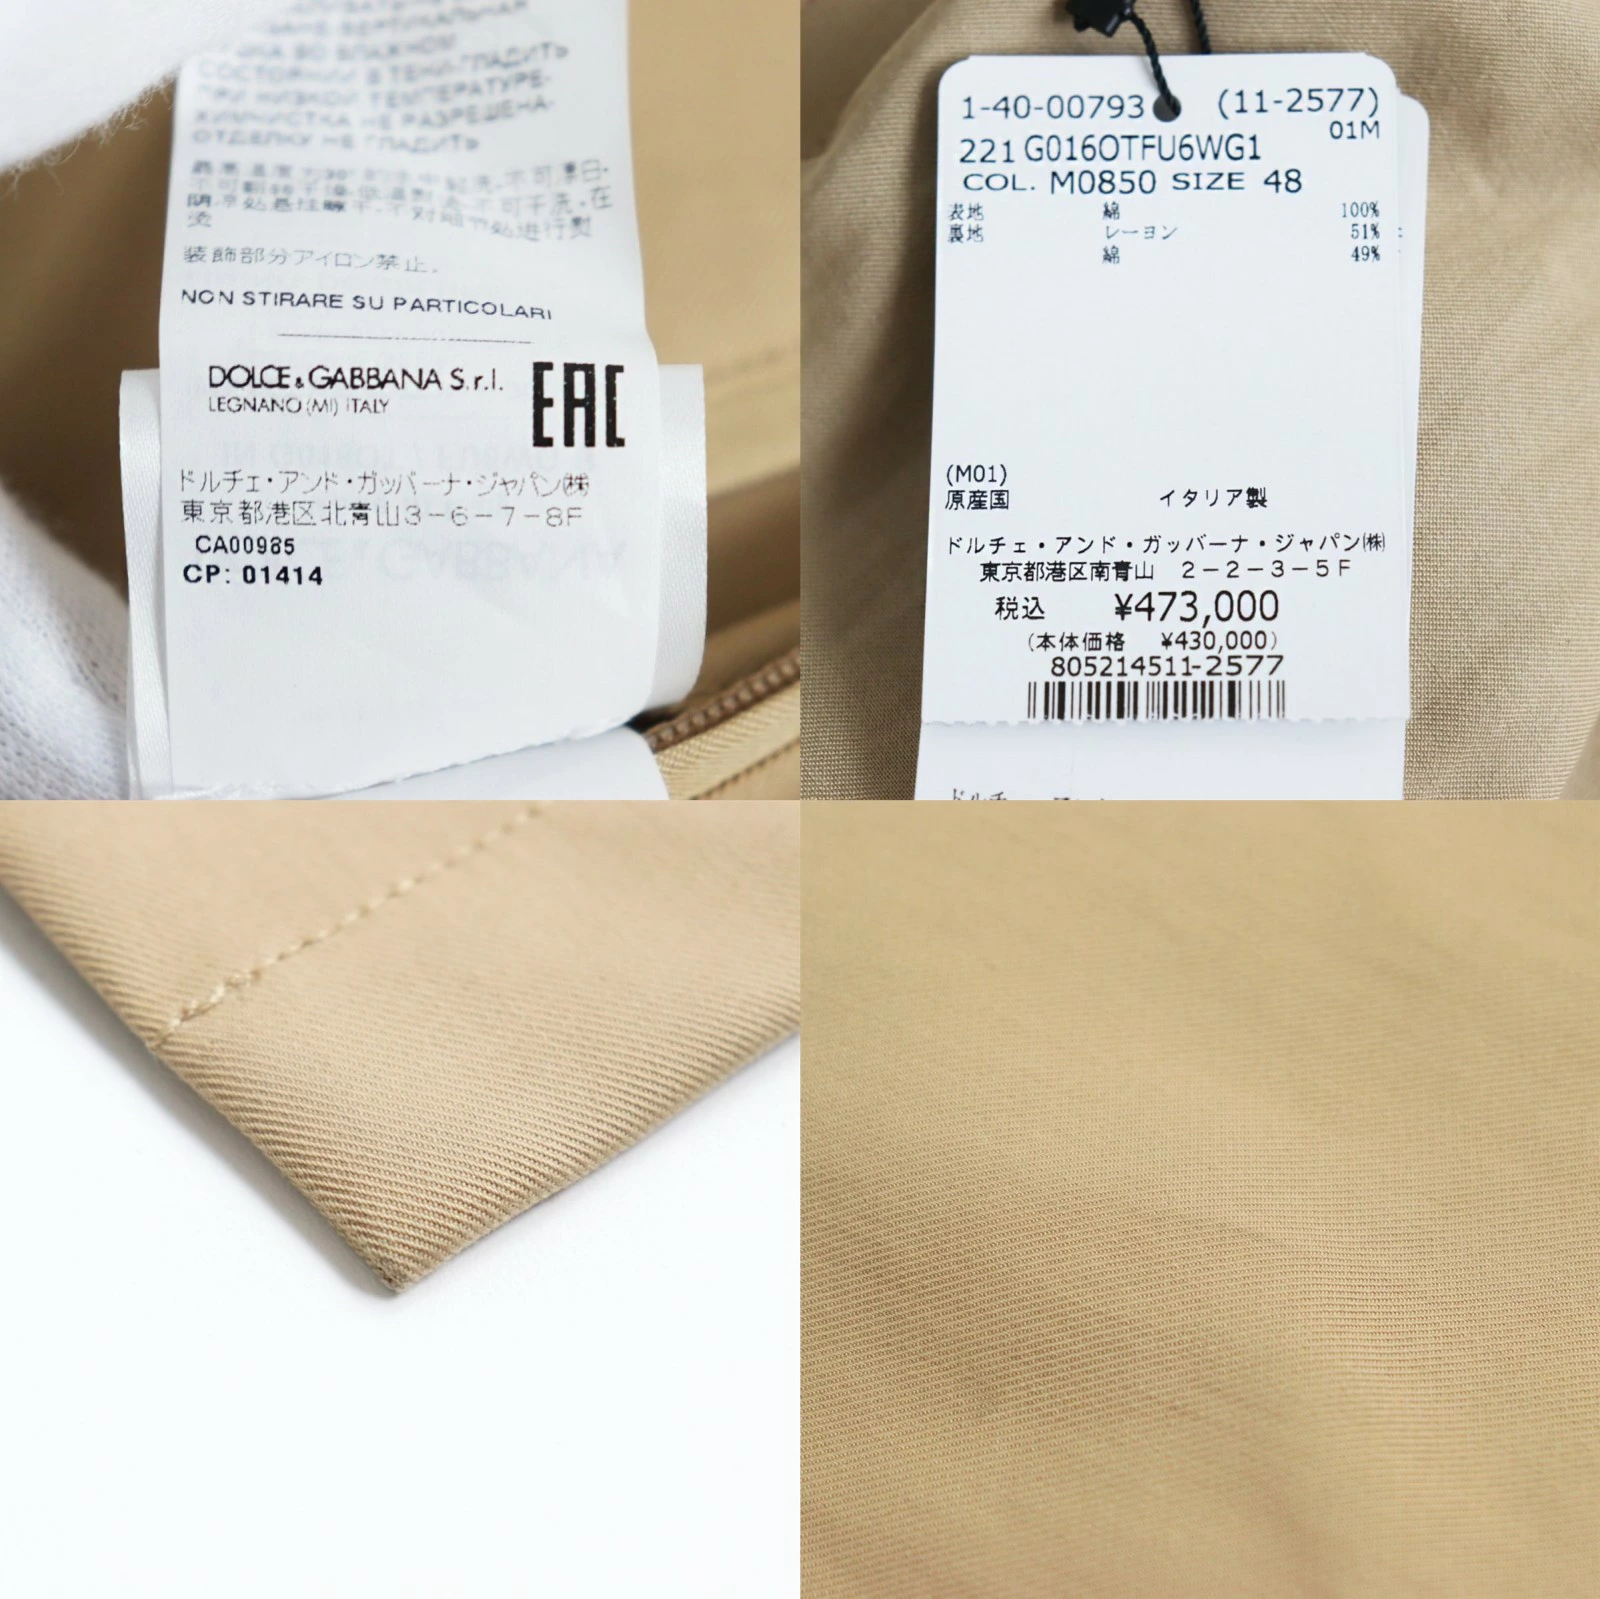 СОСТОЯНИИ В ТЕНИ.ГЛАДИТЬ
ПРИ НИЗКОЙ ТЕМПЕРАТУРЕ-
ХИМЧИСТКА НЕ РАЗРЕШЕНА-
ОТДЕЛКУ НЕ ГЛАДИТЬ
烫
装飾部分アイロン禁止。
NON STIRARE SU PARTICOLARI
DOLCE & GABBANA S.r.l.
LEGNANO (MI) ITALY
EAC
ドルチェ・アンド・ガッバーナ・ジャパン㈱
東京都港区北青山3-6-7-8F
CA00985
CP: 01414
1-40-00793 (11-2577)
01M
221 G016OTFU6WG1
COL. M0850 SIZE 48
表地 綿 100%
裏地 レーヨン 51%
綿 49%
(M01)
原産国 イタリア製
ドルチェ・アンド・ガッバーナ・ジャパン㈱
東京都港区南青山 2-2-3-5F
税込 ¥473,000
(本体価格 ¥430,000)
805214511-2577